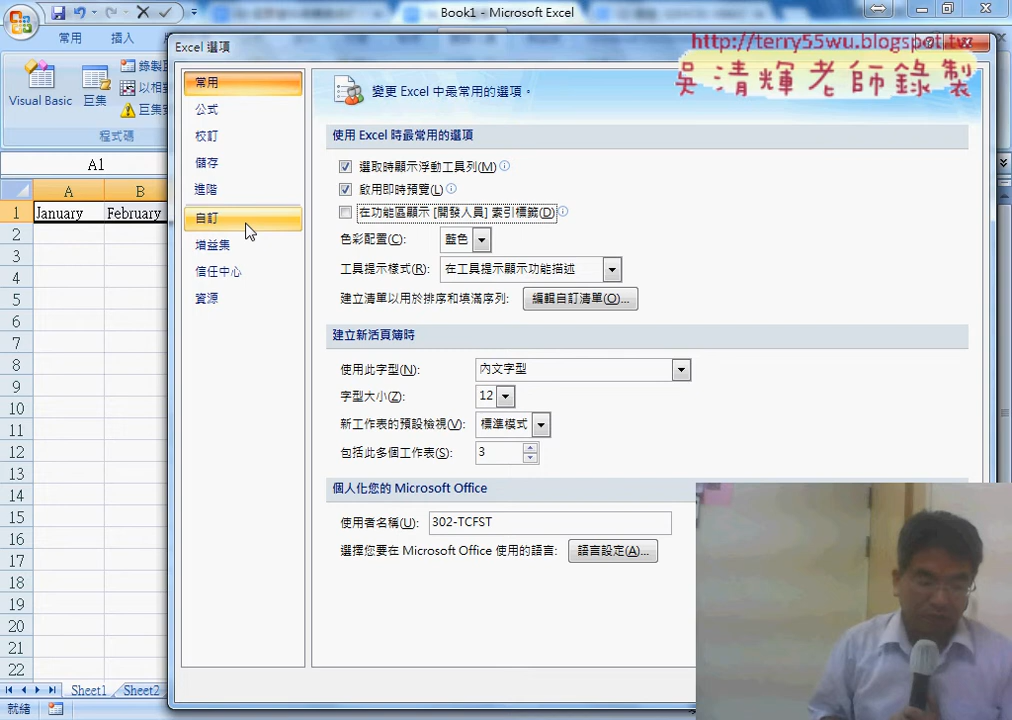 Book1 - Microsoft Excel
常用
插入
Visual Basic
巨集
程式碼
A1
A
B
1
January
February
2
3
4
5
6
7
8
9
10
11
12
13
14
15
16
17
18
19
20
21
22
Sheet1
Sheet2
就緒
Excel 選項
http://terry55wu.blogspot.tw
吳清輝老師錄製
常用
公式
校訂
儲存
進階
自訂
增益集
信任中心
資源
變更 Excel 中最常用的選項。
使用 Excel 時最常用的選項
選取時顯示浮動工具列(M)
啟用即時預覽(L)
在功能區顯示 [開發人員] 索引標籤(D)
色彩配置(C):
藍色
工具提示樣式(R):
在工具提示顯示功能描述
建立清單以用於排序和填滿序列:
編輯自訂清單(O)...
建立新活頁簿時
使用此字型(N):
內文字型
字型大小(Z):
12
新工作表的預設檢視(V):
標準模式
包括此多個工作表(S):
3
個人化您的 Microsoft Office
使用者名稱(U):
302-TCFST
選擇您要在 Microsoft Office 使用的語言:
語言設定(A)...